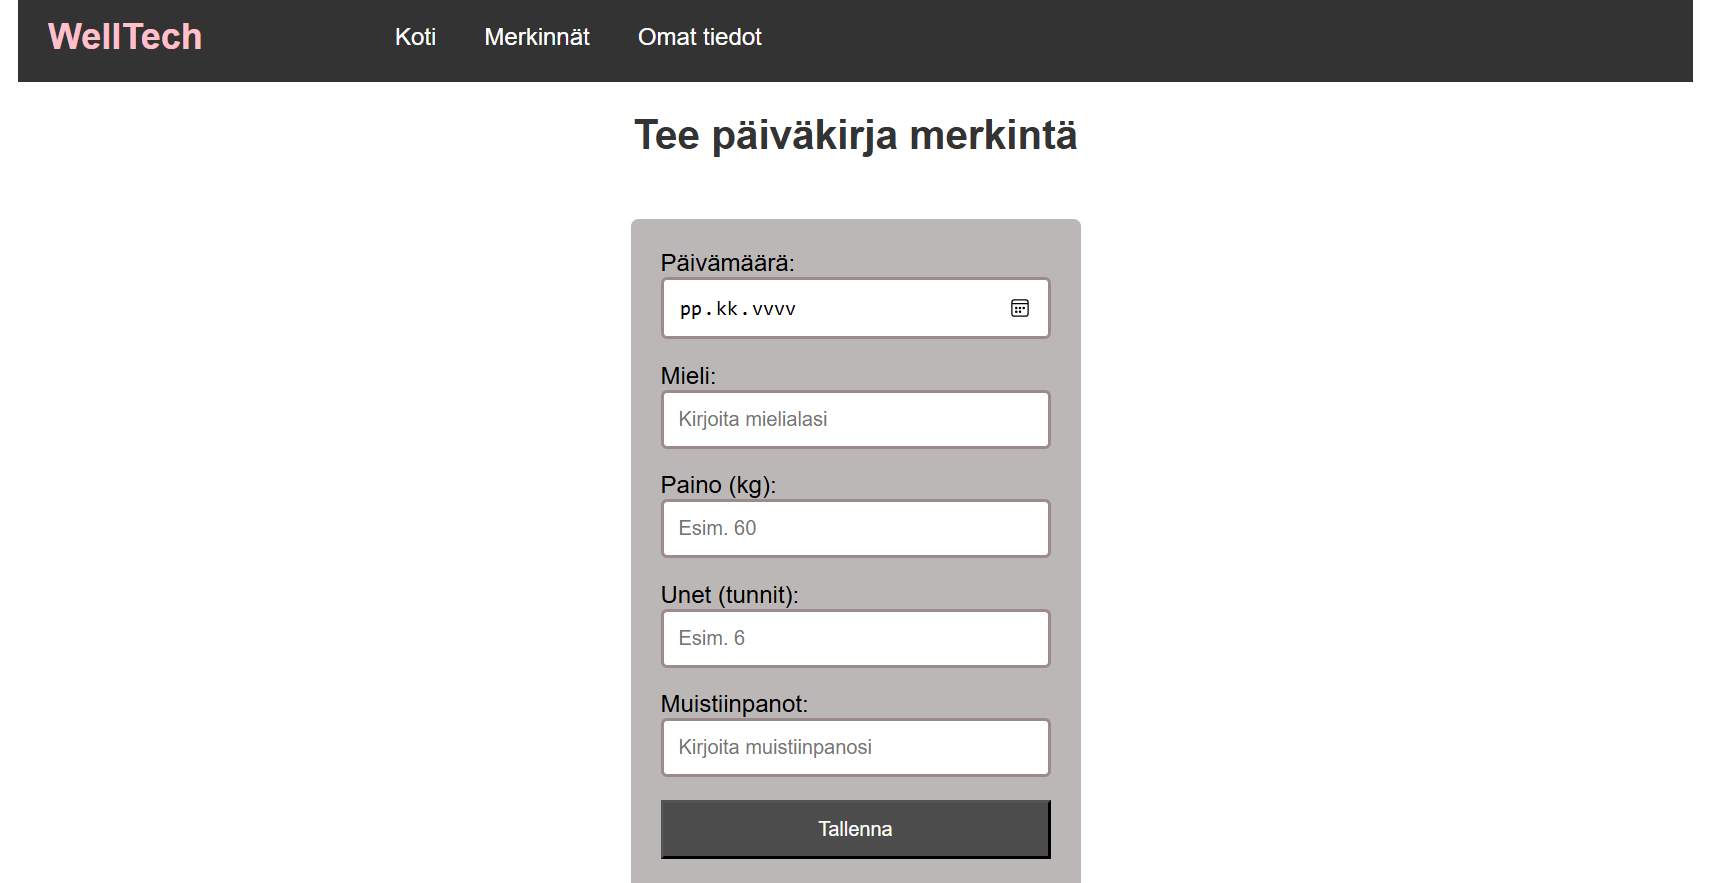 WellTech Koti Merkinnät Omat tiedot
Tee päiväkirja merkintä
Päivämäärä:
pp.kk.vvvv
Mieli:
Kirjoita mielialasi
Paino (kg):
Esim. 60
Unet (tunnit):
Esim. 6
Muistiinpanot:
Kirjoita muistiinpanosi
Tallenna